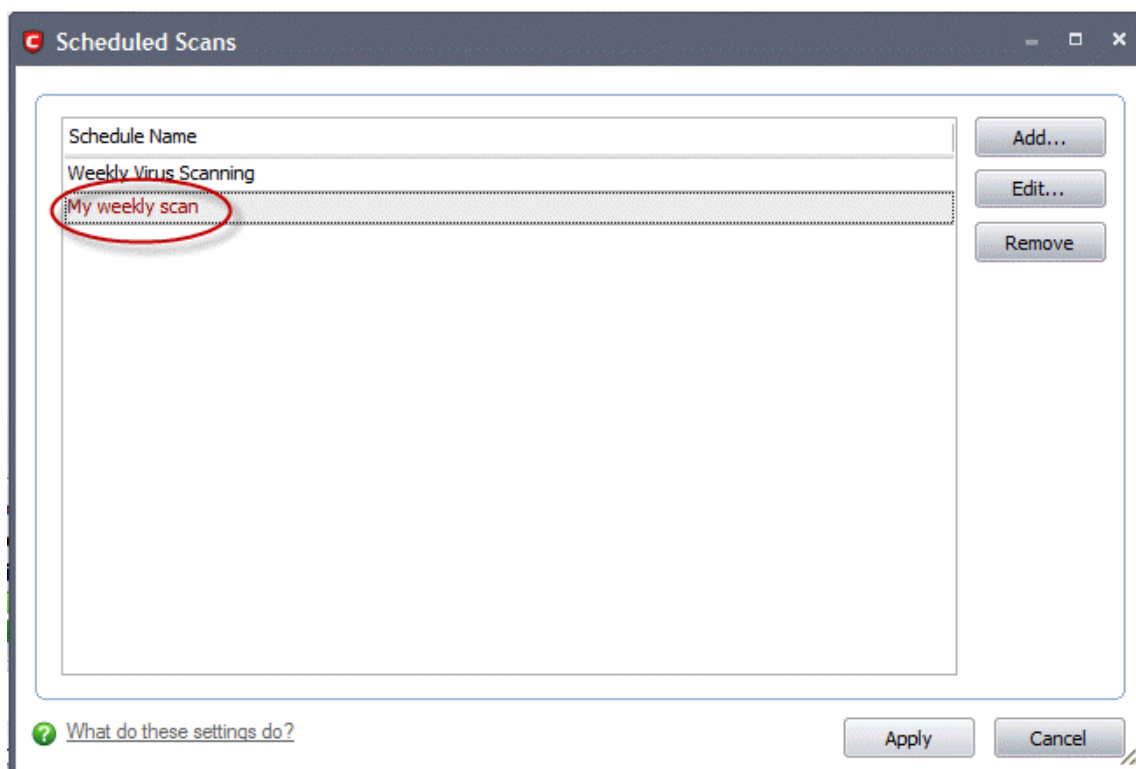 Scheduled Scans
Schedule Name
Weekly Virus Scanning
My weekly scan
Add...
Edit...
Remove
What do these settings do?
Apply
Cancel